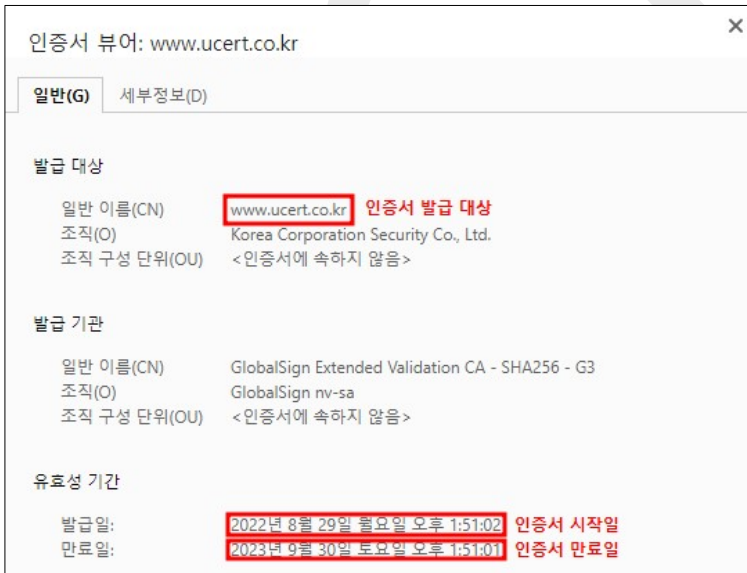 인증서 뷰어: www.ucert.co.kr
일반(G) 세부정보(D)
발급 대상
일반 이름(CN) www.ucert.co.kr 인증서 발급 대상
조직(O) Korea Corporation Security Co., Ltd.
조직 구성 단위(OU) <인증서에 속하지 않음>
발급 기관
일반 이름(CN) GlobalSign Extended Validation CA - SHA256 - G3
조직(O) GlobalSign nv-sa
조직 구성 단위(OU) <인증서에 속하지 않음>
유효성 기간
발급일: 2022년 8월 29일 월요일 오후 1:51:02 인증서 시작일
만료일: 2023년 9월 30일 토요일 오후 1:51:01 인증서 만료일